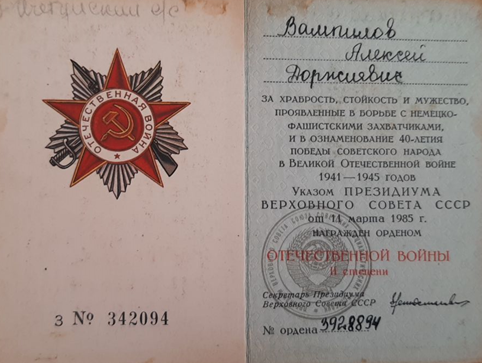 с/с
ОТЕЧЕСТВЕННАЯ ВОЙНА
З № 342094
Вампилов
Алексей
Доржиевич
ЗА ХРАБРОСТЬ, СТОЙКОСТЬ И МУЖЕСТВО,
ПРОЯВЛЕННЫЕ В БОРЬБЕ С НЕМЕЦКО-
ФАШИСТСКИМИ ЗАХВАТЧИКАМИ,
И В ОЗНАМЕНОВАНИЕ 40-ЛЕТИЯ
ПОБЕДЫ СОВЕТСКОГО НАРОДА
В ВЕЛИКОЙ ОТЕЧЕСТВЕННОЙ ВОЙНЕ
1941—1945 ГОДОВ
УКАЗОМ ПРЕЗИДИУМА
ВЕРХОВНОГО СОВЕТА СССР
от 11 марта 1985 г.
НАГРАЖДЕН ОРДЕНОМ
ОТЕЧЕСТВЕННОЙ ВОЙНЫ
II степени
Секретарь Президиума
Верховного Совета СССР
№ ордена 3928894